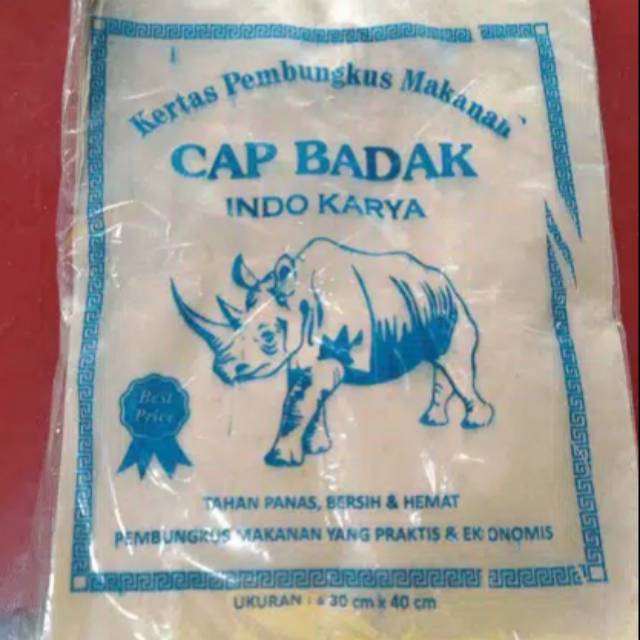 Kertas Pembungkus Makanan
CAP BADAK
INDO KARYA
Best
Price
TAHAN PANAS, BERSIH & HEMAT
PEMBUNGKUS MAKANAN YANG PRAKTIS & EKONOMIS
UKURAN : ± 30 cm x 40 cm